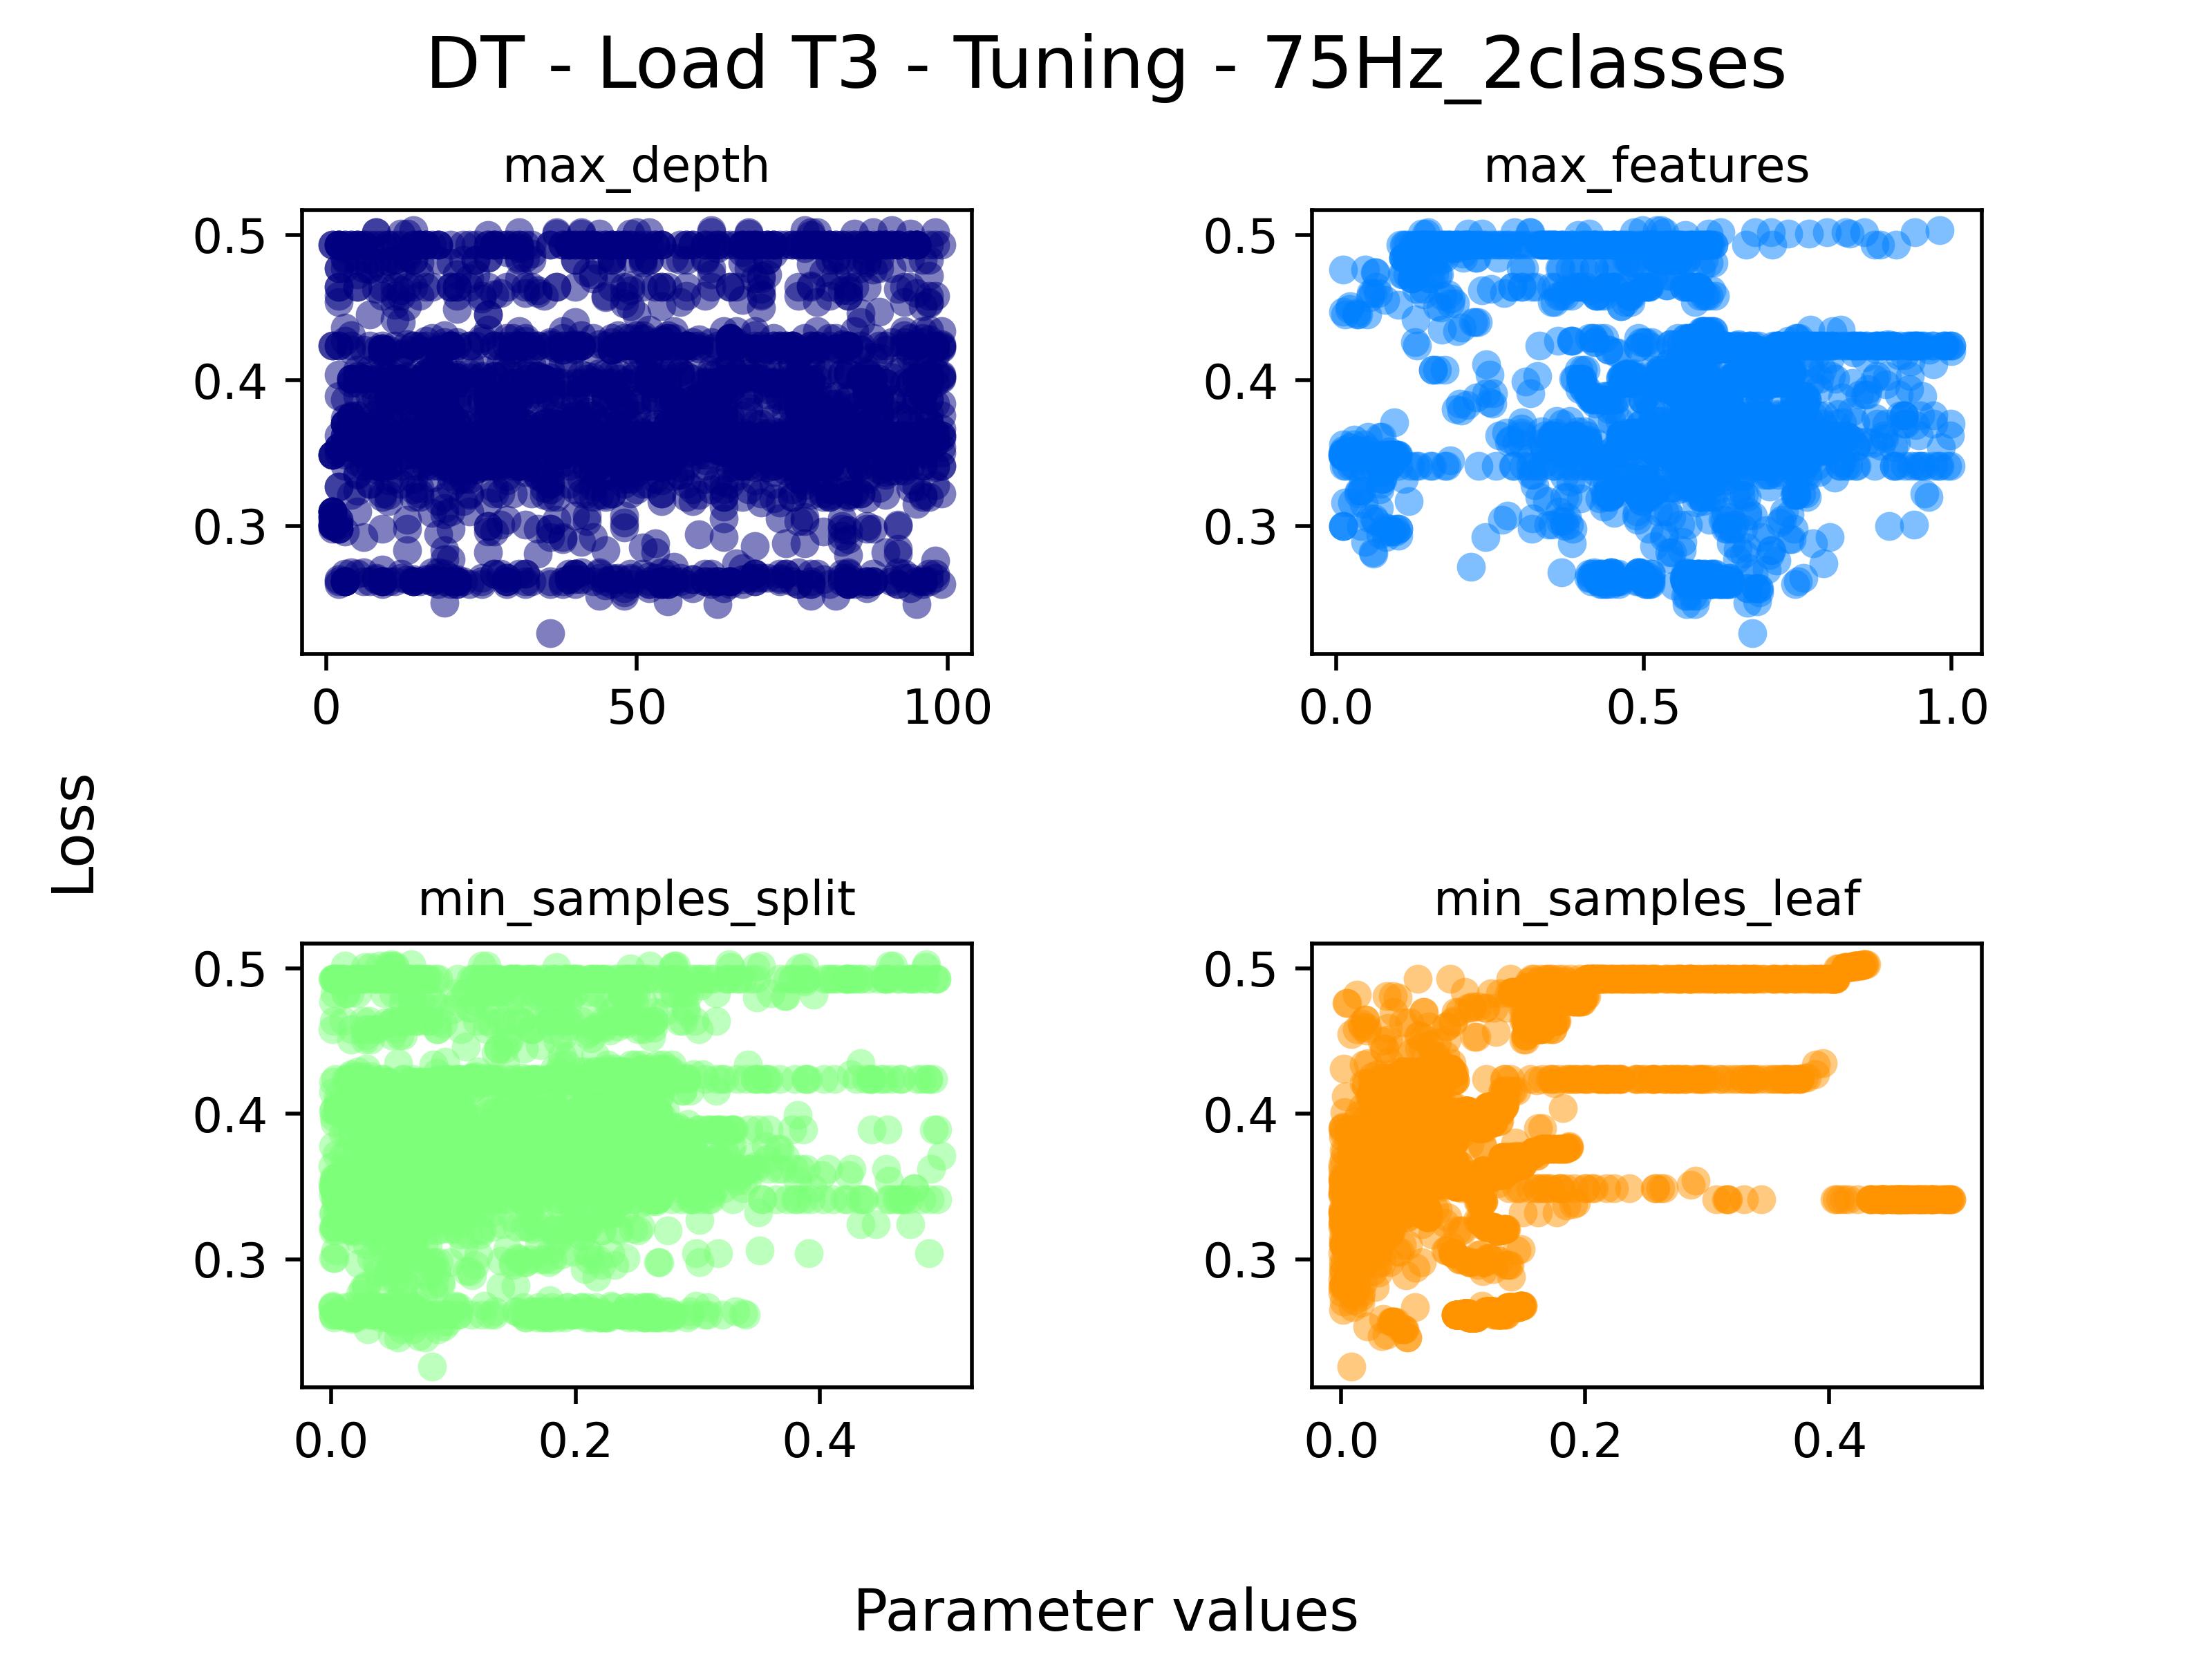 DT - Load T3 - Tuning - 75Hz_2classes
max_depth
max_features
0.5
0.4
0.3
0.5
0.4
0.3
0 50 100
0.0 0.5 1.0
Loss
min_samples_split
min_samples_leaf
0.5
0.4
0.3
0.5
0.4
0.3
0.0 0.2 0.4
0.0 0.2 0.4
Parameter values